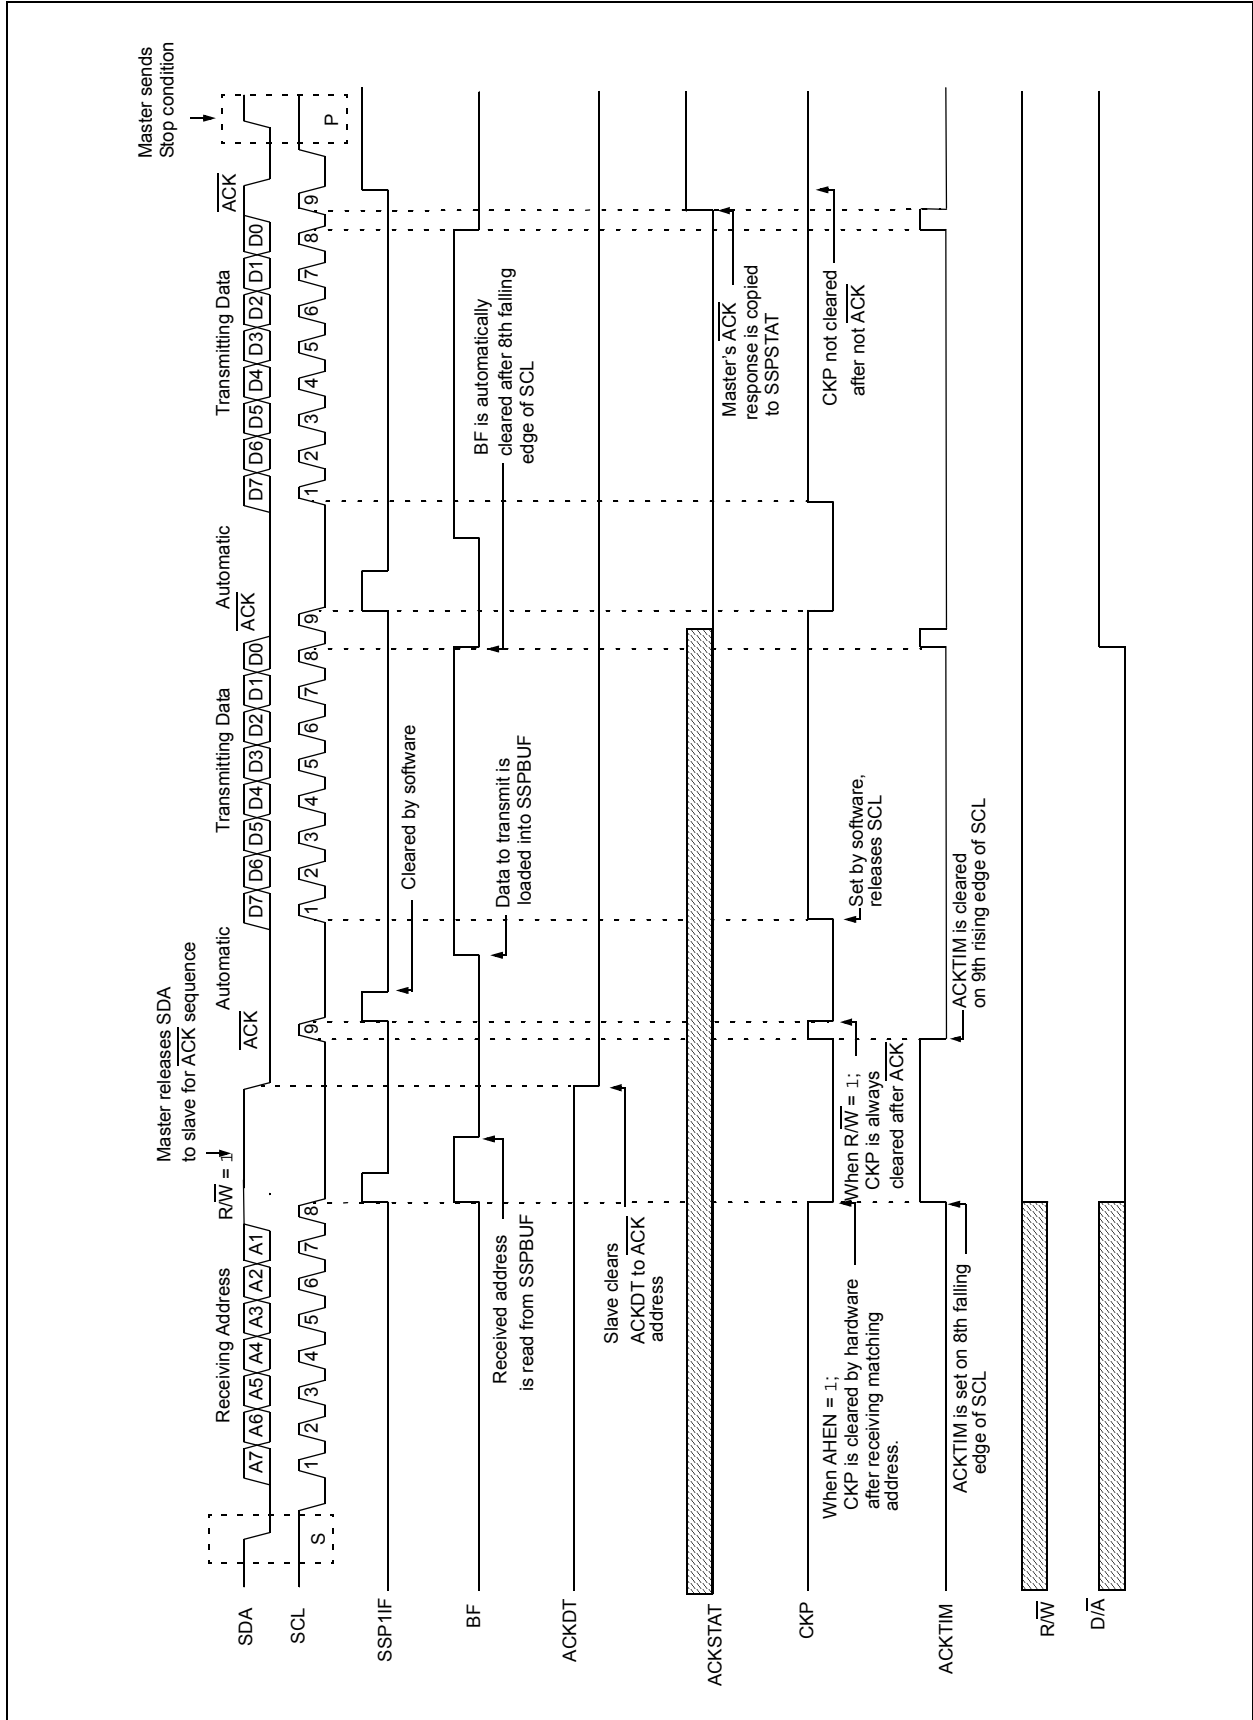 Master sends
Stop condition
Master releases SDA
to slave for ACK sequence
Receiving Address
R/W = 1
ACK
Automatic
Transmitting Data
ACK
Automatic
Transmitting Data
ACK
SDA
A7 A6 A5 A4 A3 A2 A1
D7 D6 D5 D4 D3 D2 D1 D0
D7 D6 D5 D4 D3 D2 D1 D0
SCL
S
1 2 3 4 5 6 7 8 9
1 2 3 4 5 6 7 8 9
1 2 3 4 5 6 7 8 9
P
SSP1IF
Cleared by software
BF
Received address
is read from SSPBUF
Data to transmit is
loaded into SSPBUF
BF is automatically
cleared after 8th falling
edge of SCL
ACKDT
Slave clears
ACKDT to ACK
address
ACKSTAT
Master's ACK
response is copied
to SSPSTAT
CKP
When AHEN = 1;
CKP is cleared by hardware
after receiving matching
address.
When R/W = 1;
CKP is always
cleared after ACK
Set by software,
releases SCL
CKP not cleared
after not ACK
ACKTIM
ACKTIM is set on 8th falling
edge of SCL
ACKTIM is cleared
on 9th rising edge of SCL
R/W
D/A